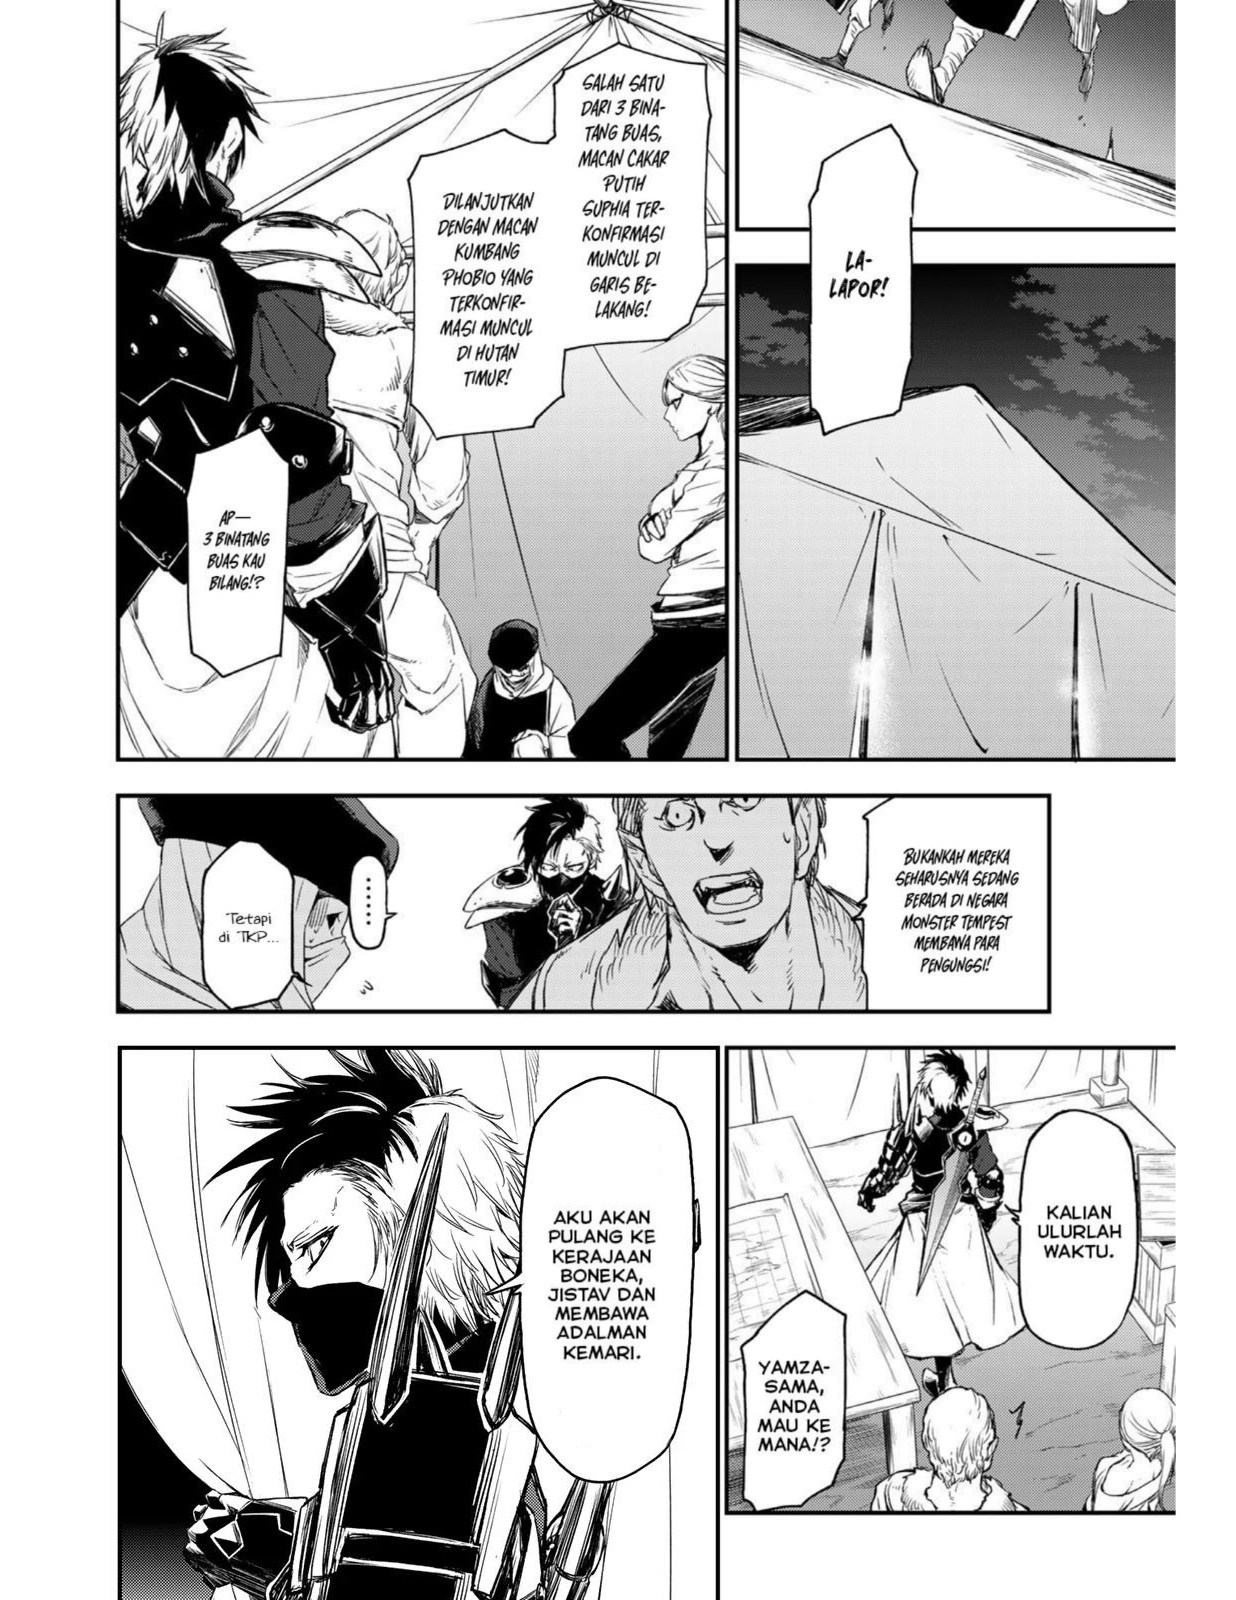 LA-
LAPOR!
SALAH SATU
DARI 3 BINA-
TANG BUAS,
MACAN CAKAR
PUTIH
SUPHIA TER-
KONFIRMASI
MUNCUL DI
GARIS BE-
LAKANG!
DILANJUTKAN
DENGAN MACAN
KUMBANG
PHOBIO YANG
TERKONFIR-
MASI MUNCUL
DI HUTAN
TIMUR!
AP—
3 BINATANG
BUAS KAU
BILANG!?
BUKANKAH MEREKA
SEHARUSNYA SEDANG
BERADA DI NEGARA
MONSTER TEMPEST
MEMBAWA PARA
PENGUNGSI!
......
Tetapi
di TKP...
KALIAN
ULURLAH
WAKTU.
YAMZA-
SAMA,
ANDA
MAU KE
MANA!?
AKU AKAN
PULANG KE
KERAJAAN
BONEKA,
JISTAV DAN
MEMBAWA
ADALMAN
KEMARI.